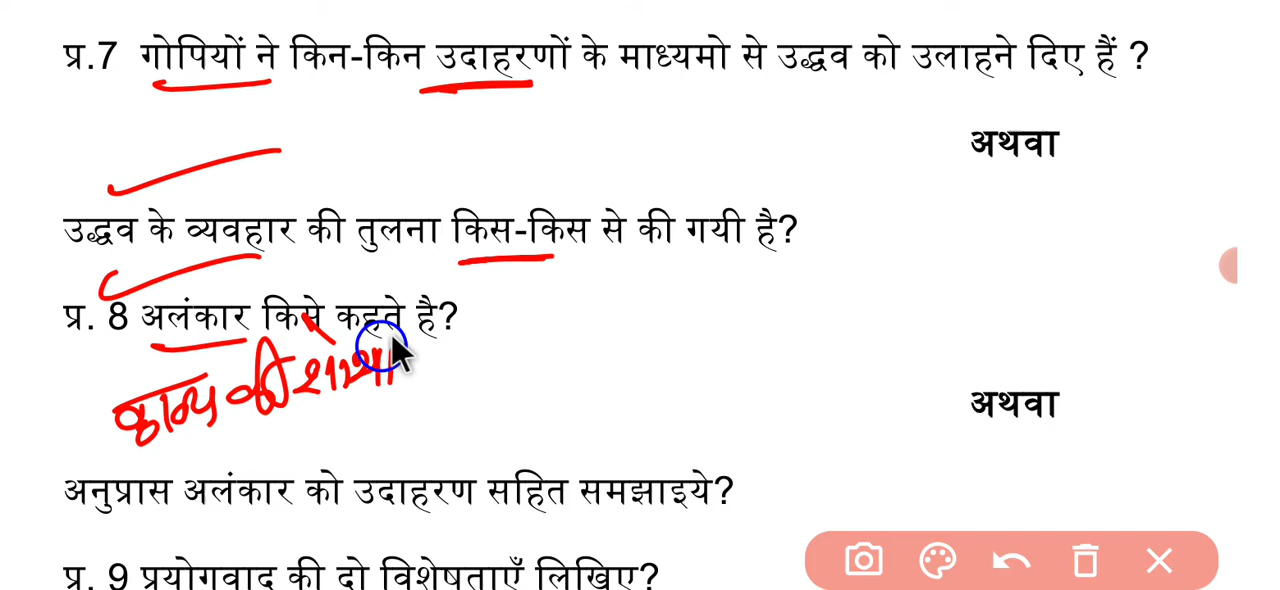 प्र.7 गोपियों ने किन-किन उदाहरणों के माध्यमो से उद्धव को उलाहने दिए हैं ?
अथवा
उद्धव के व्यवहार की तुलना किस-किस से की गयी है?
प्र. 8 अलंकार किसे कहते है?
काव्य की शोभा
अथवा
अनुप्रास अलंकार को उदाहरण सहित समझाइये?
प्र. 9 प्रयोगवाद की दो विशेषताएँ लिखिए?